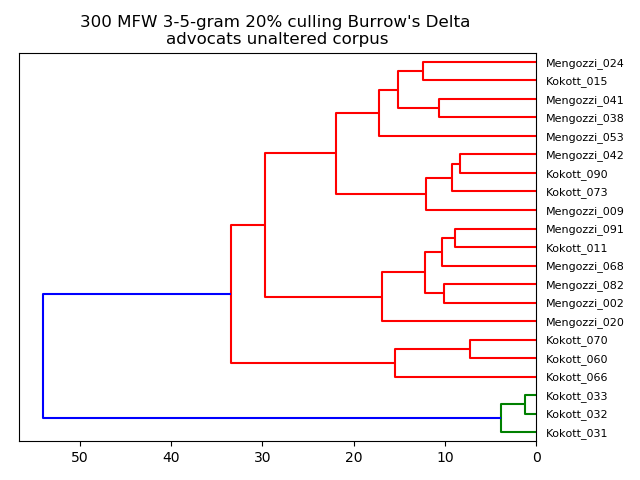 300 MFW 3-5-gram 20% culling Burrow's Delta
advocats unaltered corpus
Mengozzi_024
Kokott_015
Mengozzi_041
Mengozzi_038
Mengozzi_053
Mengozzi_042
Kokott_090
Kokott_073
Mengozzi_009
Mengozzi_091
Kokott_011
Mengozzi_068
Mengozzi_082
Mengozzi_002
Mengozzi_020
Kokott_070
Kokott_060
Kokott_066
Kokott_033
Kokott_032
Kokott_031
50 40 30 20 10 0